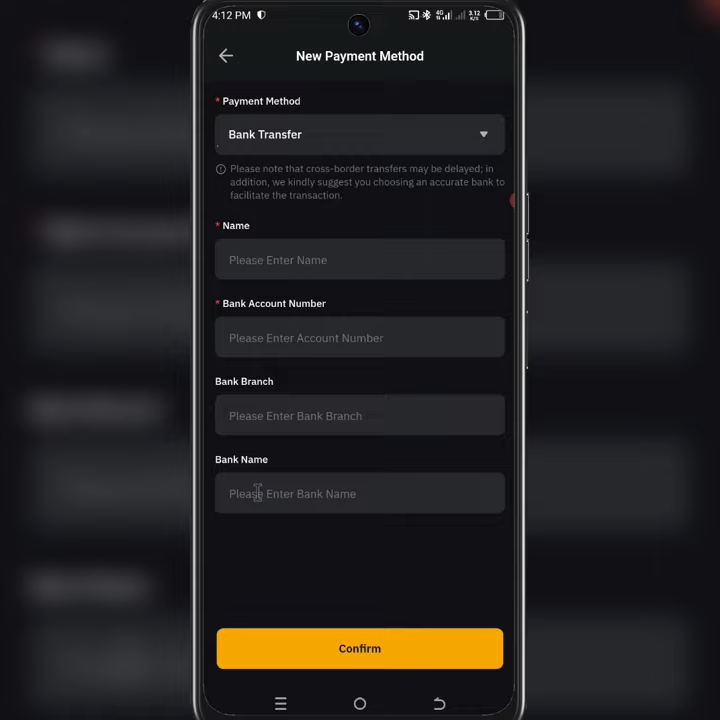 4:12 PM
4G
3.12
K/s
New Payment Method
* Payment Method
Bank Transfer
Please note that cross-border transfers may be delayed; in
addition, we kindly suggest you choosing an accurate bank to
facilitate the transaction.
* Name
Please Enter Name
* Bank Account Number
Please Enter Account Number
Bank Branch
Please Enter Bank Branch
Bank Name
Please Enter Bank Name
Confirm